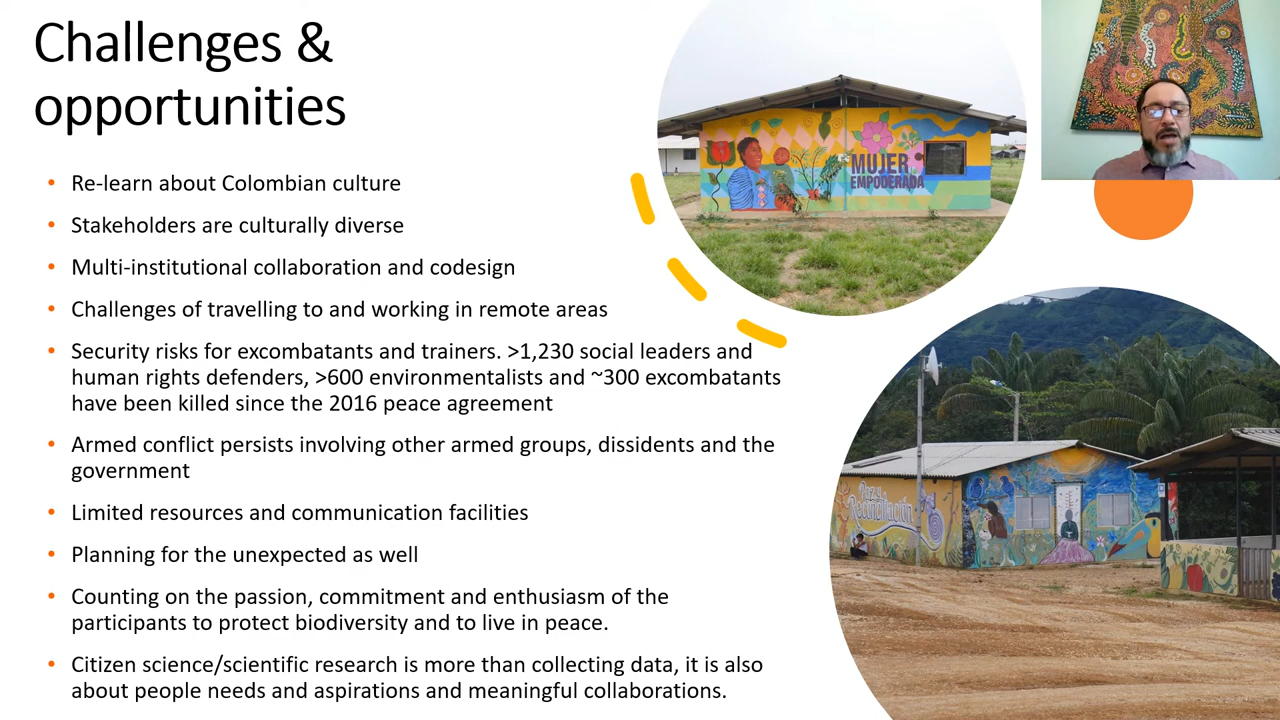 Challenges &
opportunities
• Re-learn about Colombian culture
• Stakeholders are culturally diverse
• Multi-institutional collaboration and codesign
• Challenges of travelling to and working in remote areas
• Security risks for excombatants and trainers. >1,230 social leaders and
human rights defenders, >600 environmentalists and ~300 excombatants
have been killed since the 2016 peace agreement
• Armed conflict persists involving other armed groups, dissidents and the
government
• Limited resources and communication facilities
• Planning for the unexpected as well
• Counting on the passion, commitment and enthusiasm of the
participants to protect biodiversity and to live in peace.
• Citizen science/scientific research is more than collecting data, it is also
about people needs and aspirations and meaningful collaborations.
MUJER
EMPODERADA
Paz y
Reconciliación